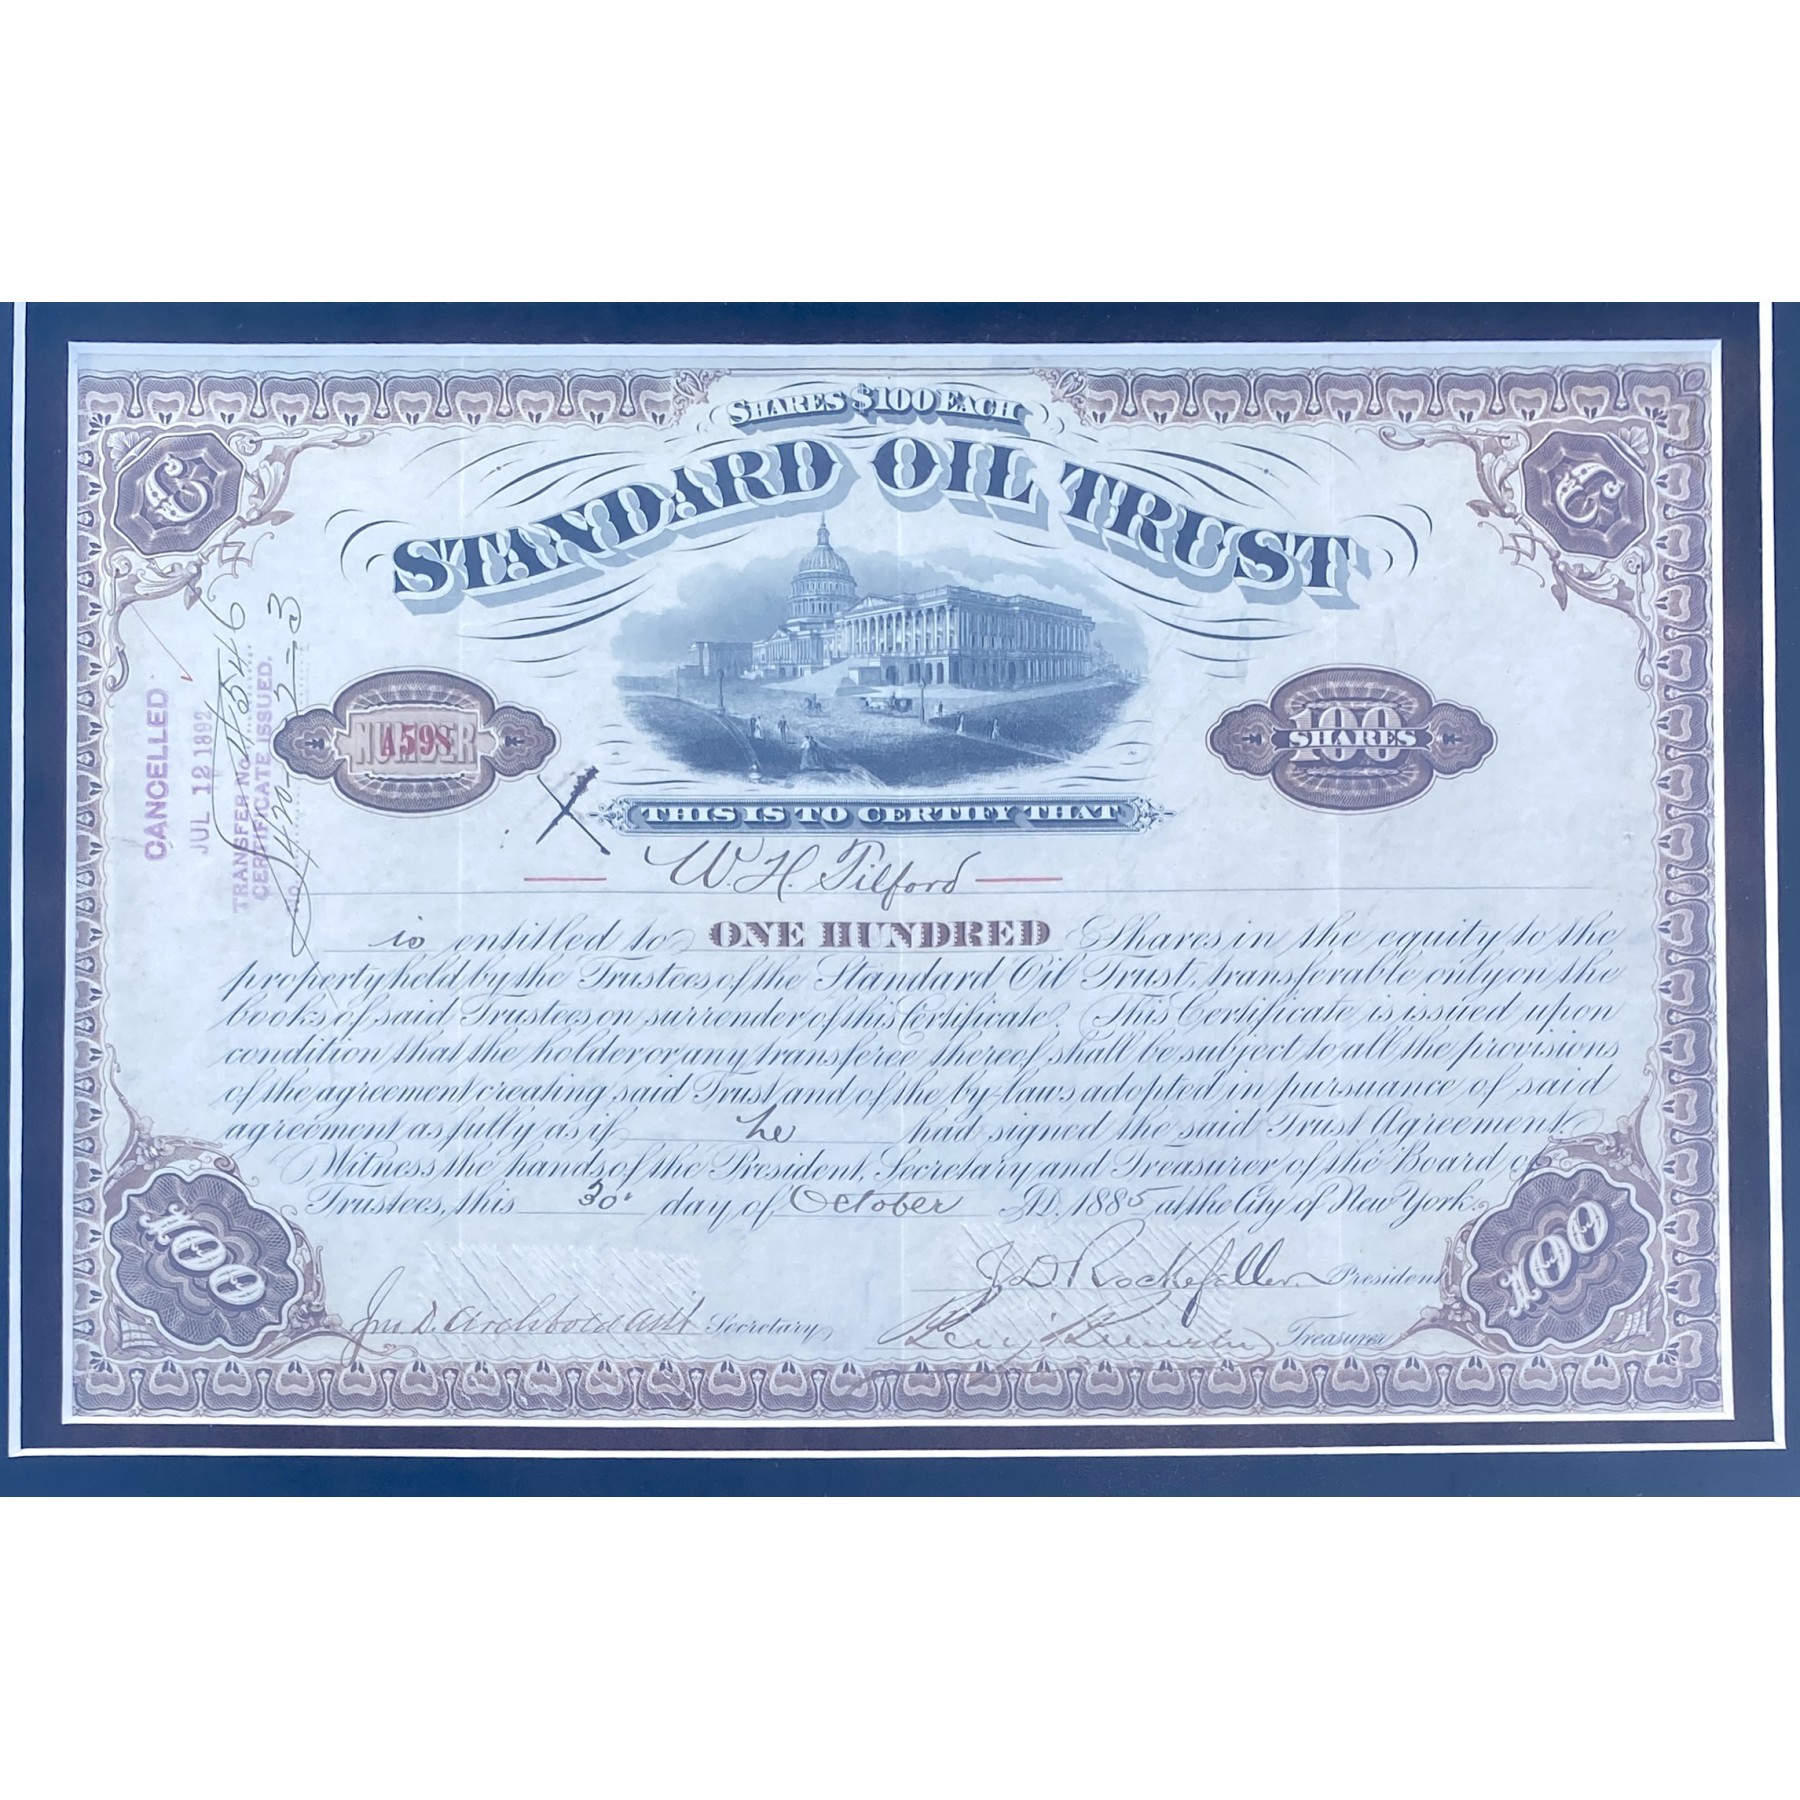 SHARES $100 EACH
STANDARD OIL TRUST
C
C
NUMBER
A598
100
SHARES
THIS IS TO CERTIFY THAT
W. H. Tilford
is entitled to ONE HUNDRED Shares in the equity to the
property held by the Trustees of the Standard Oil Trust, transferable only on the
books of said Trustees on surrender of this Certificate. This Certificate is issued upon
condition that the holder or any transferee thereof shall be subject to all the provisions
of the agreement creating said Trust and of the by-laws adopted in pursuance of said
agreement as fully as if he had signed the said Trust Agreement.
Witness the hands of the President, Secretary and Treasurer of the Board of
Trustees, this 30 day of October A.D. 1885 at the City of New York.
J D. Rockefeller President
Jno D. Archbold Asst Secretary
Treasurer
100
100
CANCELLED
JUL 12 1892
TRANSFER No. 4546
CERTIFICATE ISSUED.